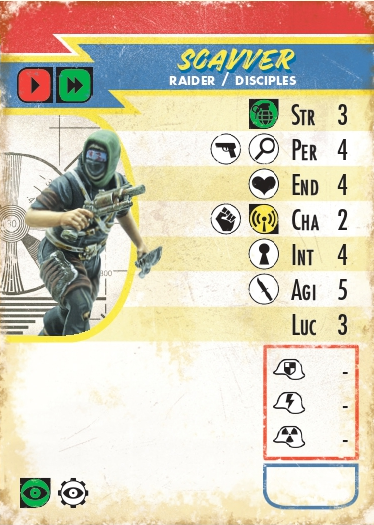 SCAVVER
RAIDER / DISCIPLES
STR 3
PER 4
END 4
CHA 2
INT 4
AGI 5
LUC 3
-
-
-